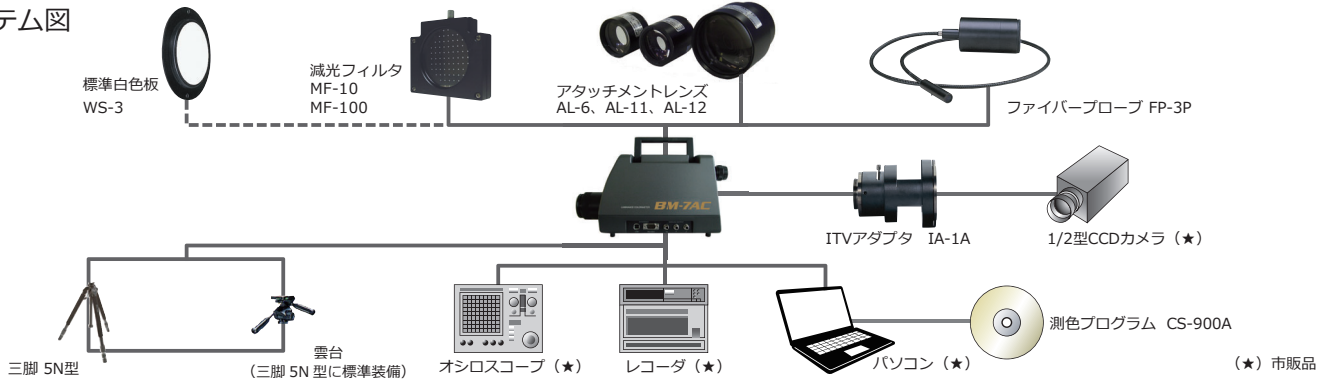 テム図
標準白色板
WS-3
減光フィルタ
MF-10
MF-100
アタッチメントレンズ
AL-6、AL-11、AL-12
ファイバープローブ FP-3P
BM-7AC
ITVアダプタ IA-1A
1/2型CCDカメラ（★）
三脚 5N型
雲台
（三脚 5N 型に標準装備）
オシロスコープ（★）
レコーダ（★）
パソコン（★）
測色プログラム CS-900A
（★）市販品